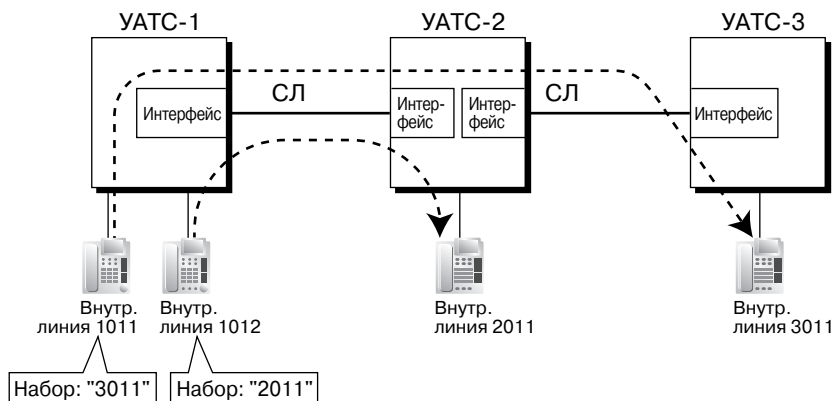 УАТС-1
УАТС-2
УАТС-3
Интерфейс
СЛ
Интер-
фейс
Интер-
фейс
СЛ
Интерфейс
Внутр.
линия 1011
Внутр.
линия 1012
Внутр.
линия 2011
Внутр.
линия 3011
Набор: "3011"
Набор: "2011"